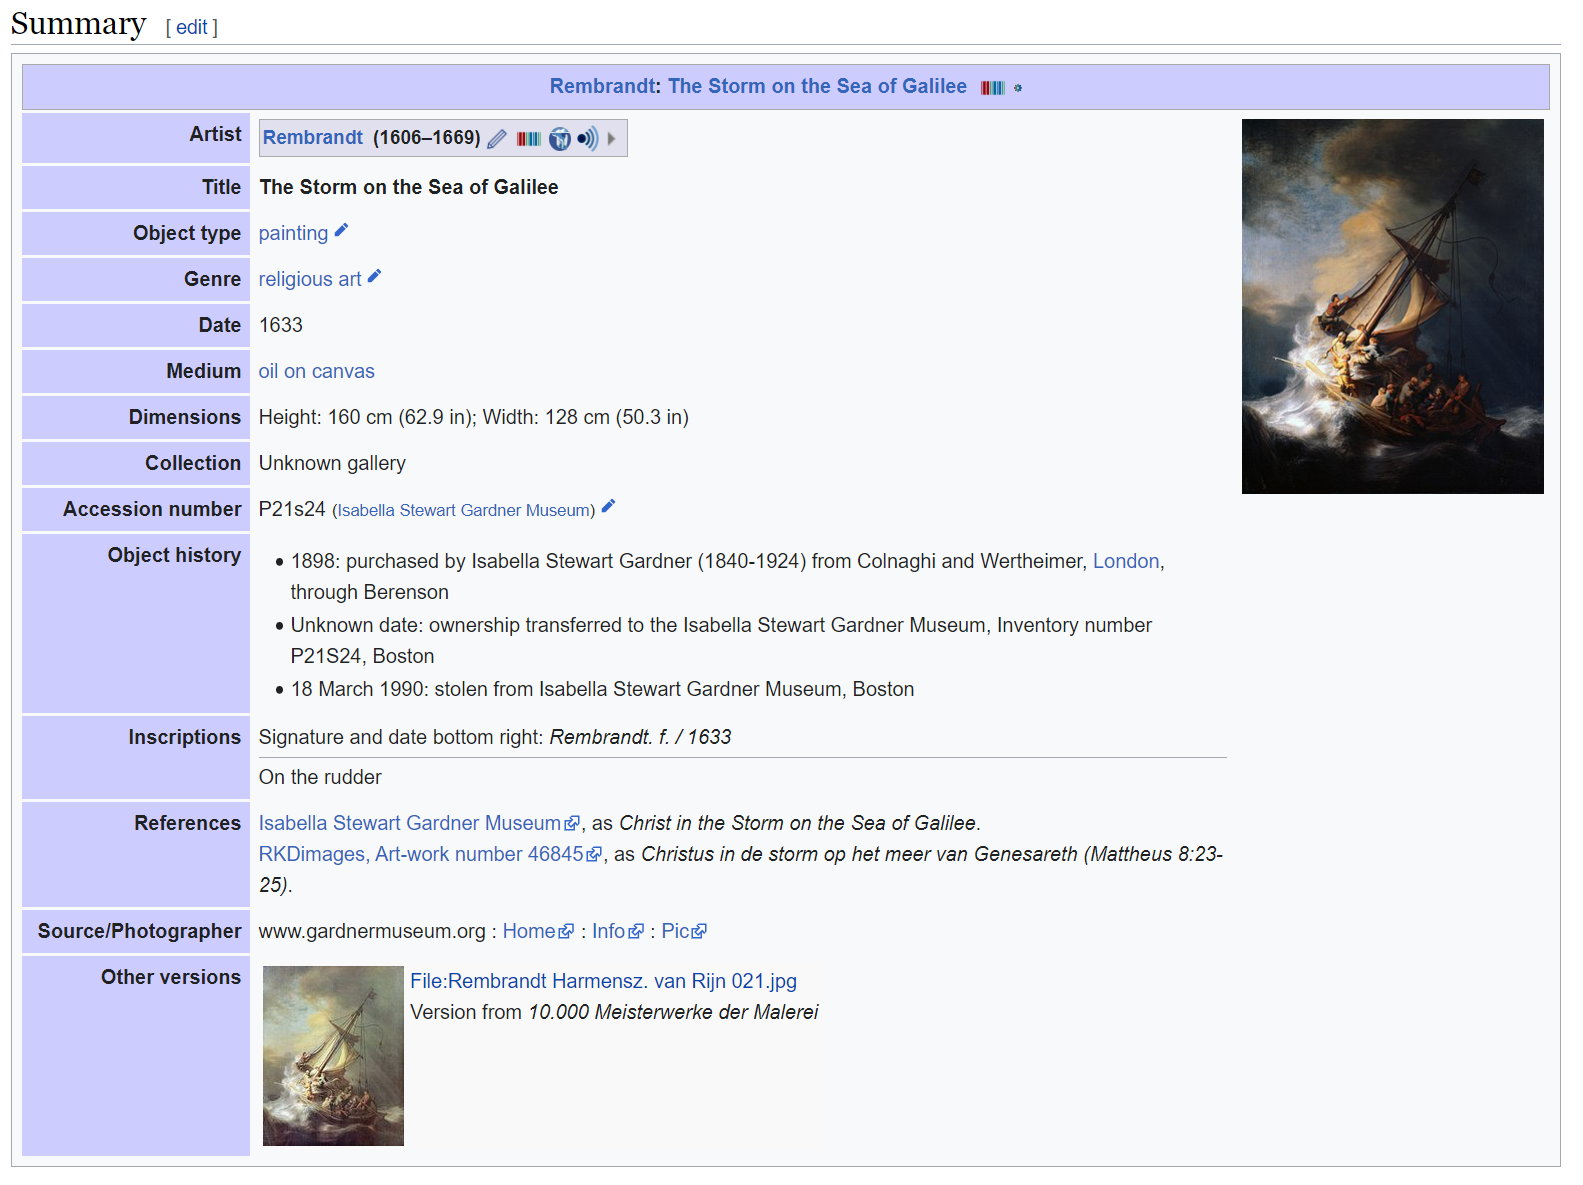 Summary [ edit ]
Rembrandt: The Storm on the Sea of Galilee
Artist
Rembrandt (1606–1669)
Title
The Storm on the Sea of Galilee
Object type
painting
Genre
religious art
Date
1633
Medium
oil on canvas
Dimensions
Height: 160 cm (62.9 in); Width: 128 cm (50.3 in)
Collection
Unknown gallery
Accession number
P21s24 (Isabella Stewart Gardner Museum)
Object history
• 1898: purchased by Isabella Stewart Gardner (1840-1924) from Colnaghi and Wertheimer, London,
through Berenson
• Unknown date: ownership transferred to the Isabella Stewart Gardner Museum, Inventory number
P21S24, Boston
• 18 March 1990: stolen from Isabella Stewart Gardner Museum, Boston
Inscriptions
Signature and date bottom right: Rembrandt. f. / 1633
On the rudder
References
Isabella Stewart Gardner Museum, as Christ in the Storm on the Sea of Galilee.
RKDimages, Art-work number 46845, as Christus in de storm op het meer van Genesareth (Mattheus 8:23-
25).
Source/Photographer
www.gardnermuseum.org : Home : Info : Pic
Other versions
File:Rembrandt Harmensz. van Rijn 021.jpg
Version from 10.000 Meisterwerke der Malerei